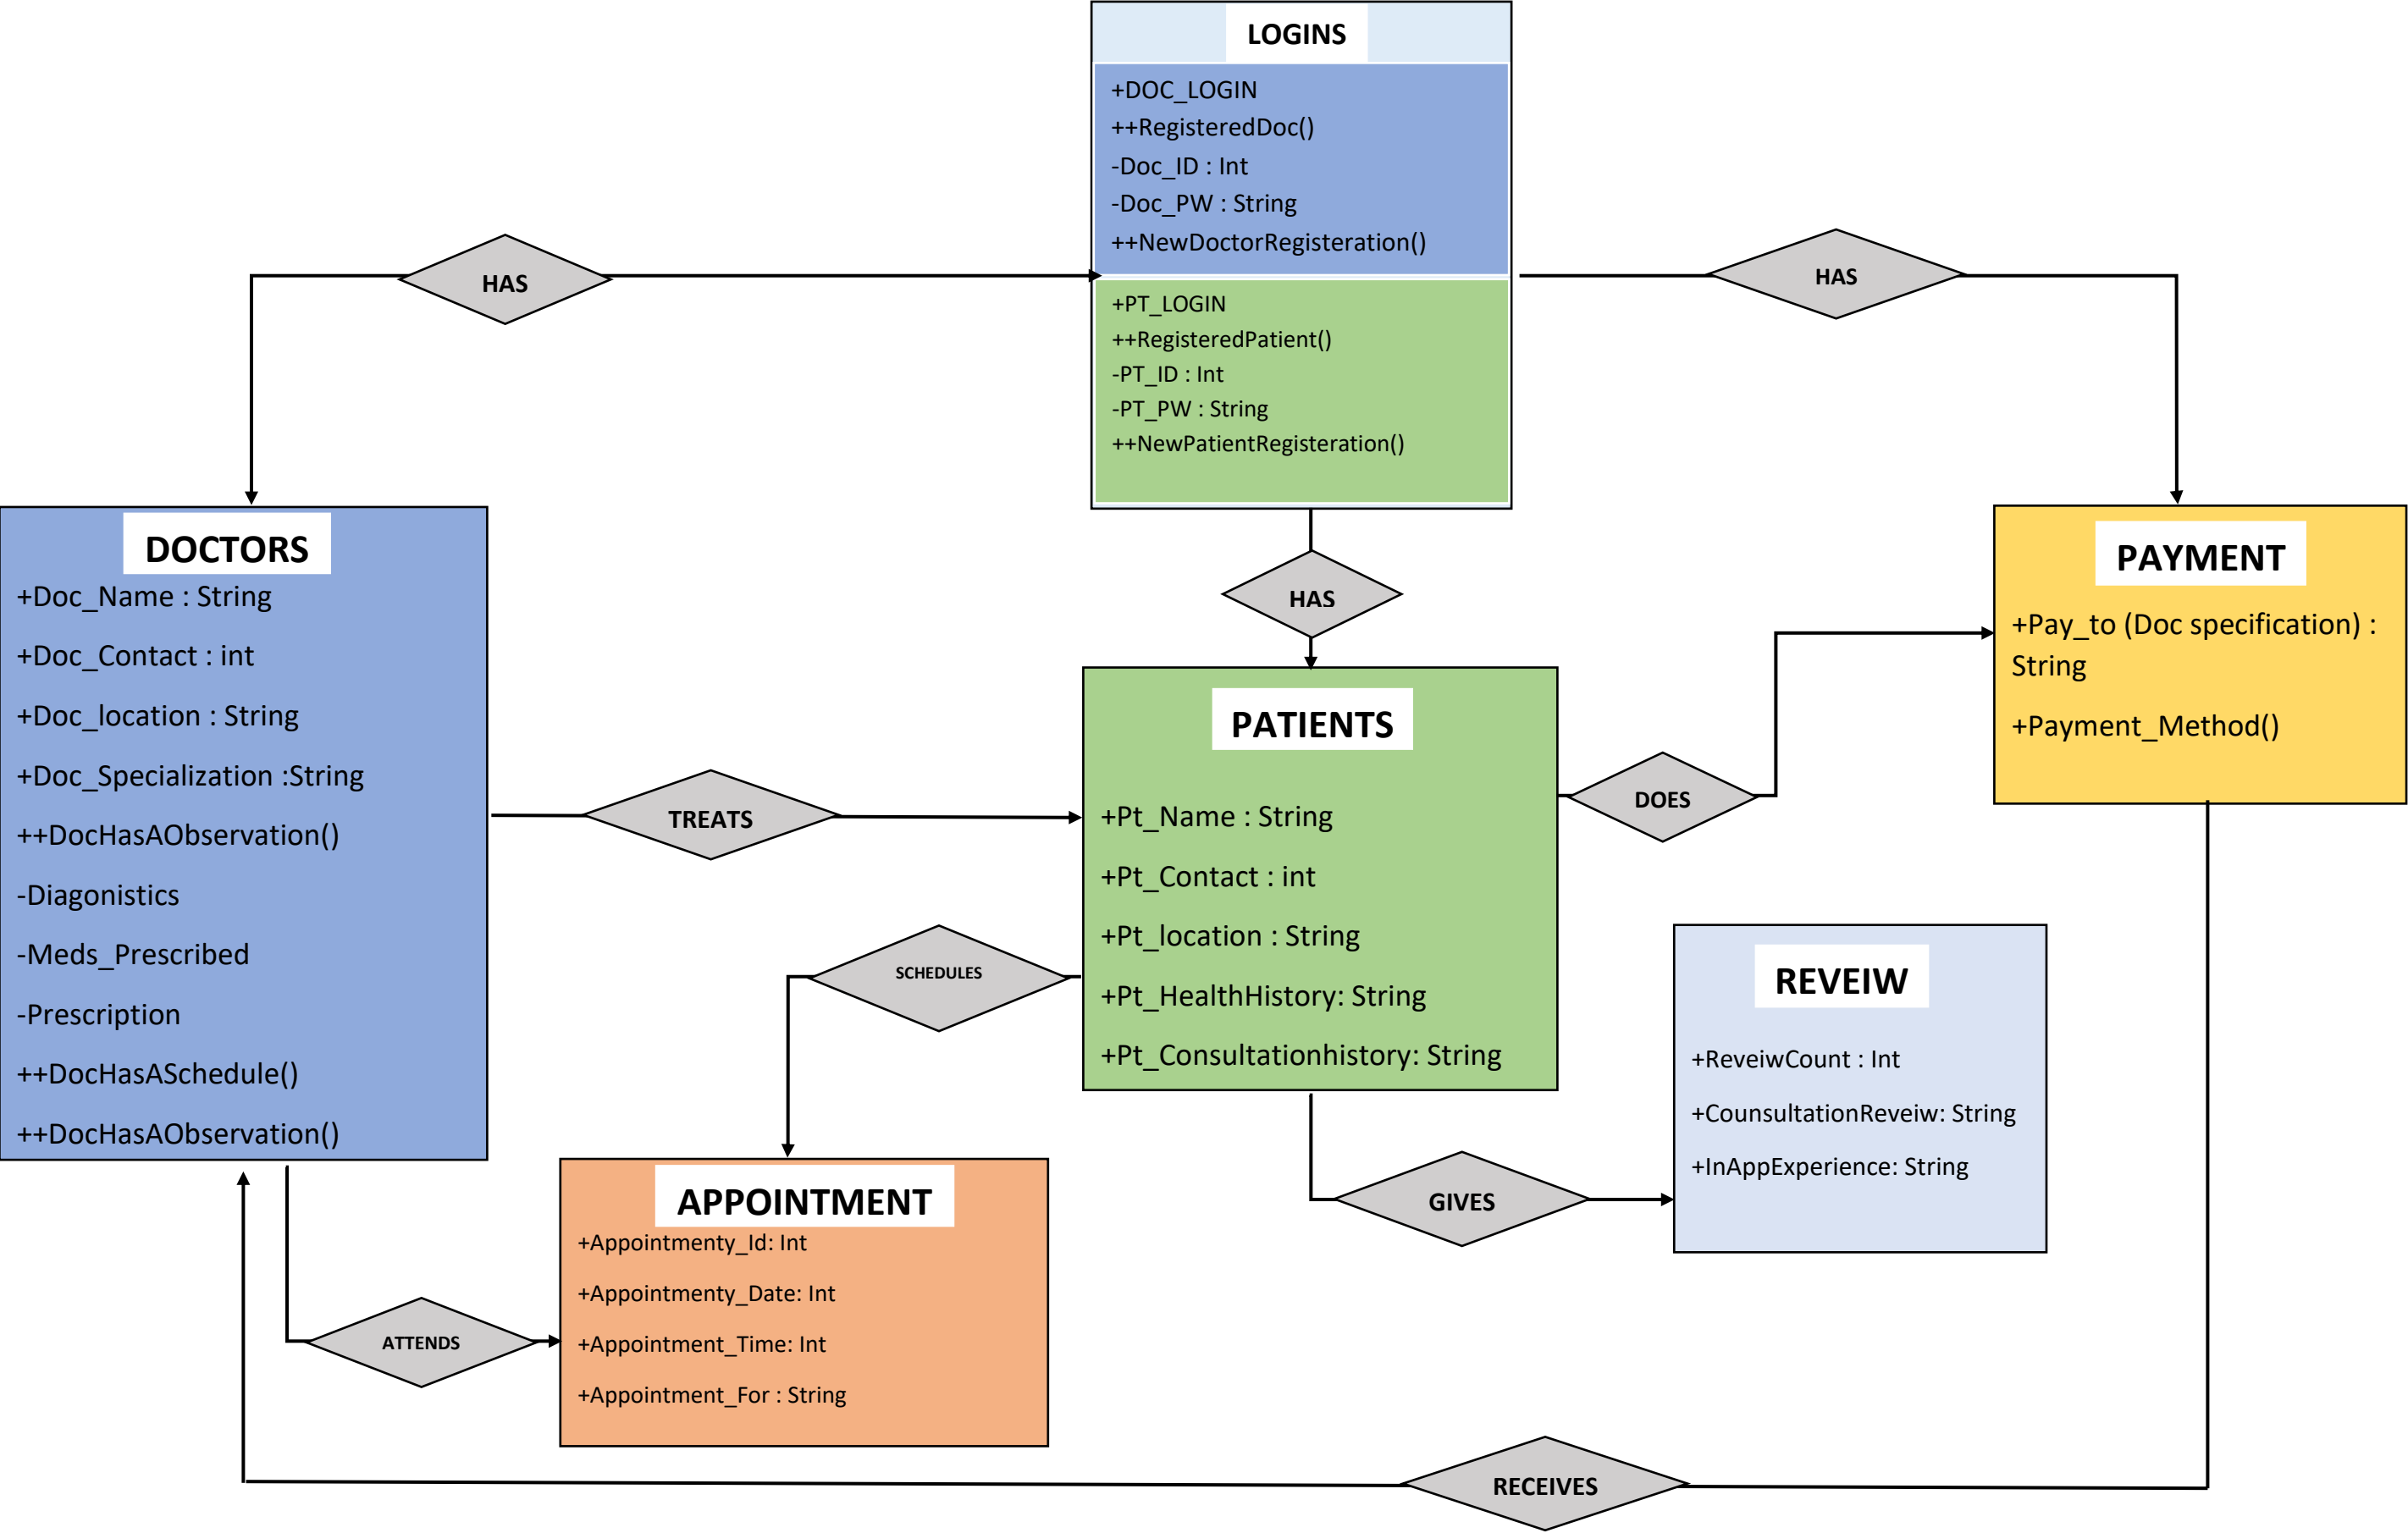 LOGINS
+DOC_LOGIN
++RegisteredDoc()
-Doc_ID : Int
-Doc_PW : String
++NewDoctorRegisteration()
+PT_LOGIN
++RegisteredPatient()
-PT_ID : Int
-PT_PW : String
++NewPatientRegisteration()
HAS
HAS
HAS
DOCTORS
+Doc_Name : String
+Doc_Contact : int
+Doc_location : String
+Doc_Specialization :String
++DocHasAObservation()
-Diagonistics
-Meds_Prescribed
-Prescription
++DocHasASchedule()
++DocHasAObservation()
TREATS
PATIENTS
+Pt_Name : String
+Pt_Contact : int
+Pt_location : String
+Pt_HealthHistory: String
+Pt_Consultationhistory: String
DOES
PAYMENT
+Pay_to (Doc specification) :
String
+Payment_Method()
SCHEDULES
REVEIW
+ReveiwCount : Int
+CounsultationReveiw: String
+InAppExperience: String
GIVES
APPOINTMENT
+Appointmenty_Id: Int
+Appointmenty_Date: Int
+Appointment_Time: Int
+Appointment_For : String
ATTENDS
RECEIVES